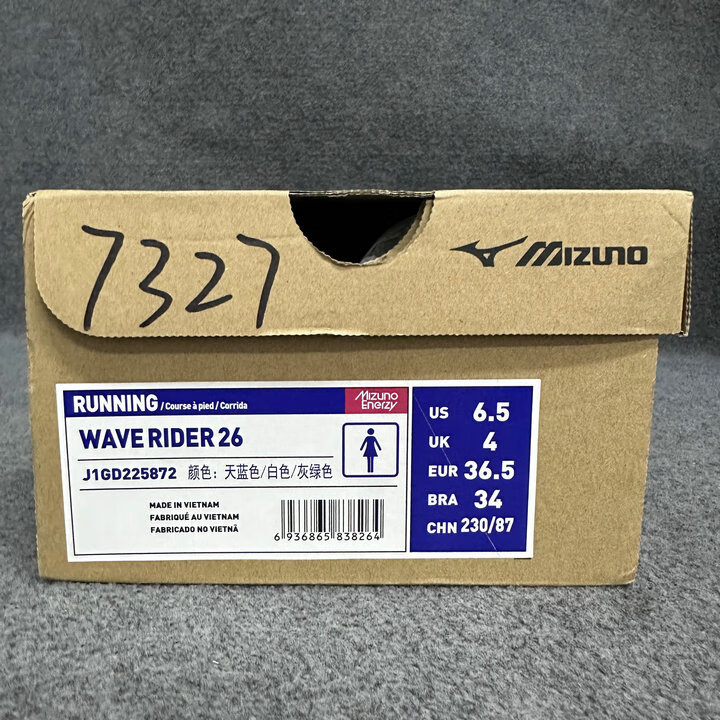 7327
MIZUNO
RUNNING / Course à pied / Corrida
Mizuno
Enerzy
WAVE RIDER 26
J1GD225872 颜色：天蓝色/白色/灰绿色
MADE IN VIETNAM
FABRIQUÉ AU VIETNAM
FABRICADO NO VIETNÃ
6 936865 838264
US 6.5
UK 4
EUR 36.5
BRA 34
CHN 230/87